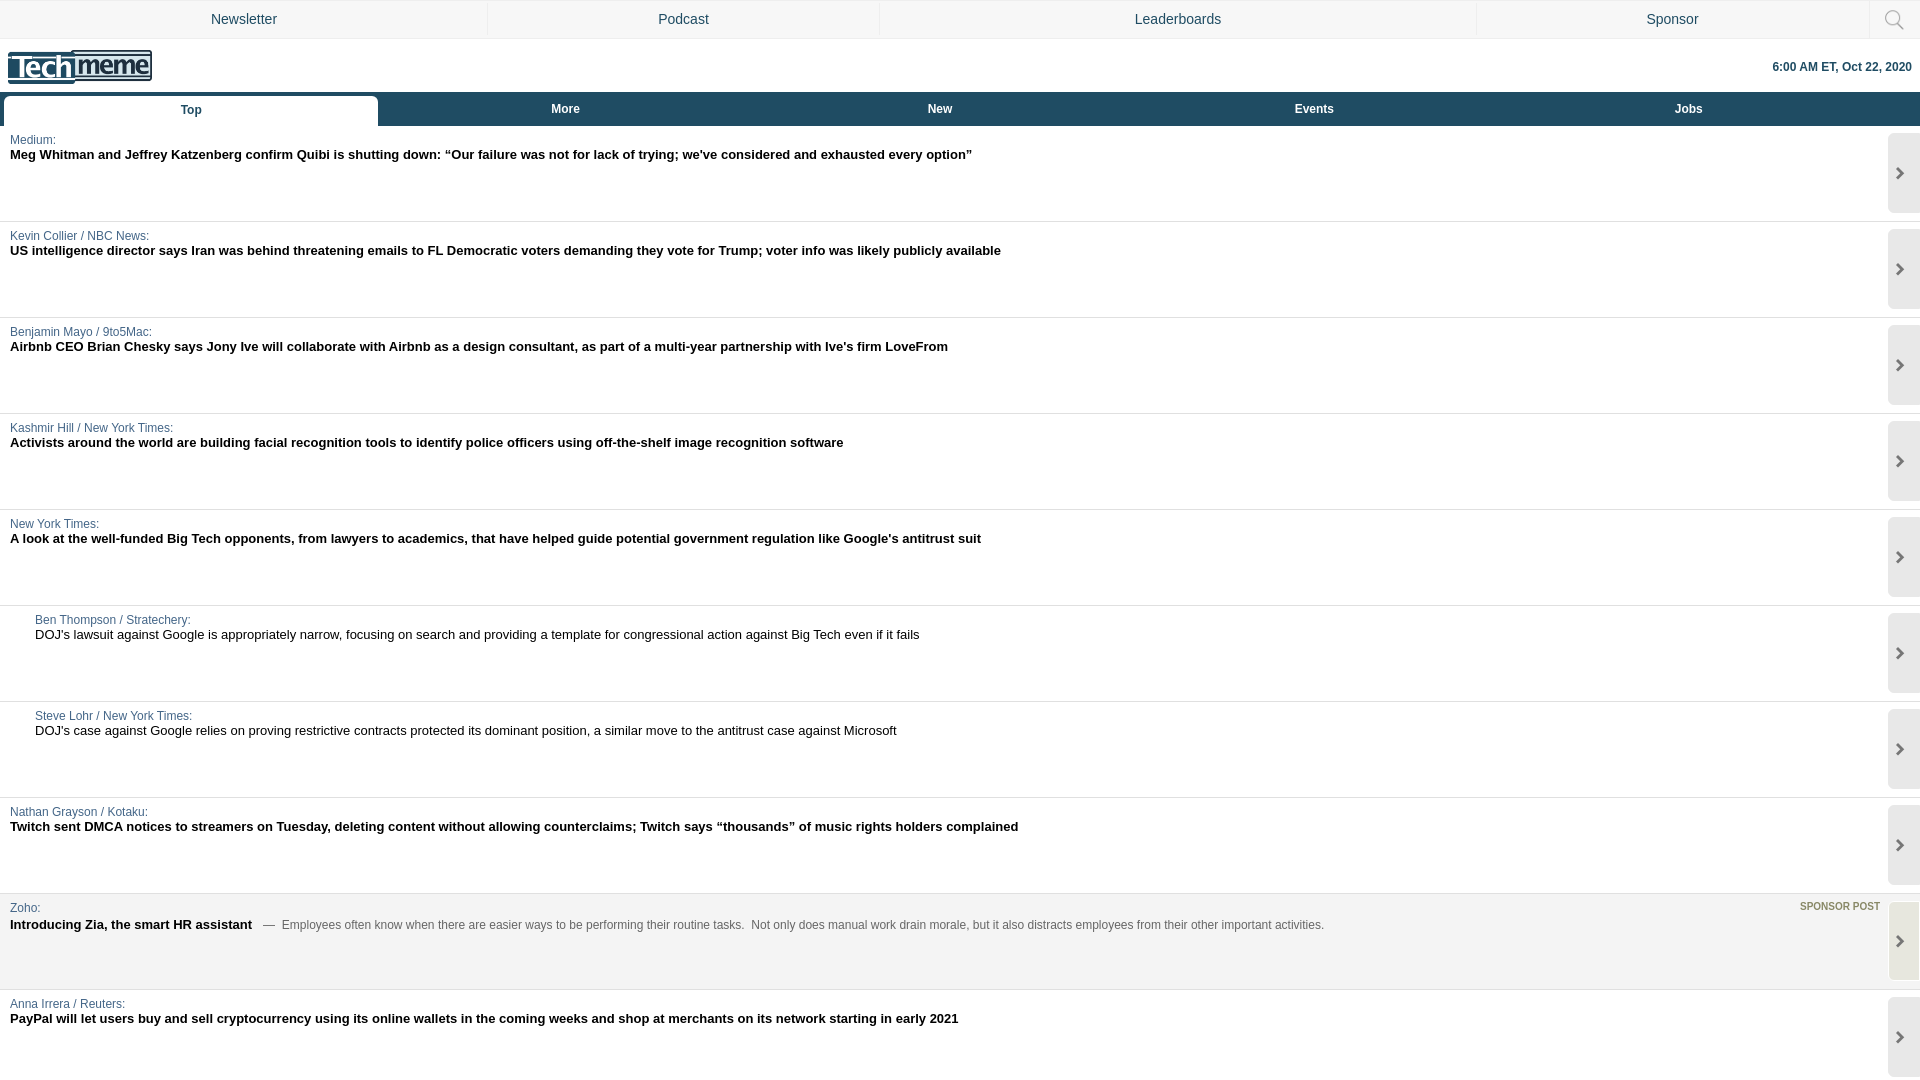 Newsletter
Podcast
Leaderboards
Sponsor
Techmeme
6:00 AM ET, Oct 22, 2020
Top
More
New
Events
Jobs
Medium:
Meg Whitman and Jeffrey Katzenberg confirm Quibi is shutting down: “Our failure was not for lack of trying; we've considered and exhausted every option”
Kevin Collier / NBC News:
US intelligence director says Iran was behind threatening emails to FL Democratic voters demanding they vote for Trump; voter info was likely publicly available
Benjamin Mayo / 9to5Mac:
Airbnb CEO Brian Chesky says Jony Ive will collaborate with Airbnb as a design consultant, as part of a multi-year partnership with Ive's firm LoveFrom
Kashmir Hill / New York Times:
Activists around the world are building facial recognition tools to identify police officers using off-the-shelf image recognition software
New York Times:
A look at the well-funded Big Tech opponents, from lawyers to academics, that have helped guide potential government regulation like Google's antitrust suit
Ben Thompson / Stratechery:
DOJ's lawsuit against Google is appropriately narrow, focusing on search and providing a template for congressional action against Big Tech even if it fails
Steve Lohr / New York Times:
DOJ's case against Google relies on proving restrictive contracts protected its dominant position, a similar move to the antitrust case against Microsoft
Nathan Grayson / Kotaku:
Twitch sent DMCA notices to streamers on Tuesday, deleting content without allowing counterclaims; Twitch says “thousands” of music rights holders complained
Zoho:
SPONSOR POST
Introducing Zia, the smart HR assistant — Employees often know when there are easier ways to be performing their routine tasks. Not only does manual work drain morale, but it also distracts employees from their other important activities.
Anna Irrera / Reuters:
PayPal will let users buy and sell cryptocurrency using its online wallets in the coming weeks and shop at merchants on its network starting in early 2021